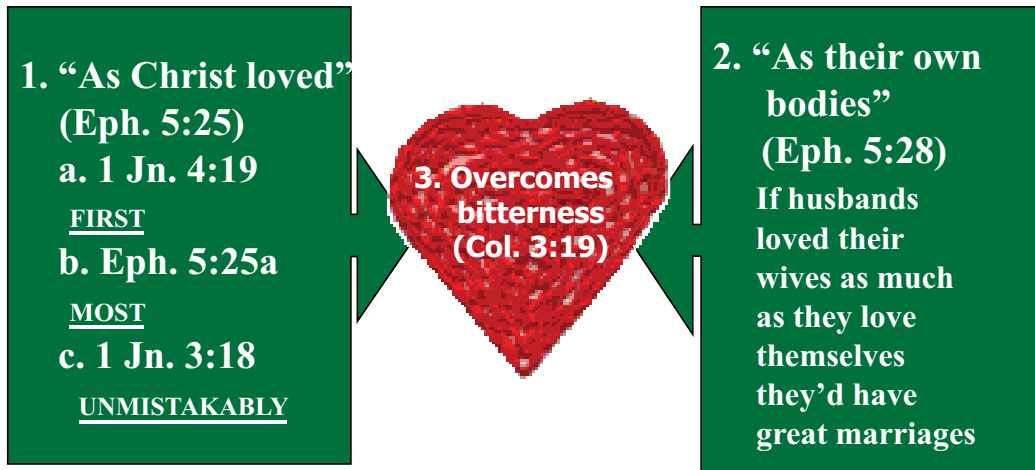 1. “As Christ loved”
(Eph. 5:25)
a. 1 Jn. 4:19
FIRST
b. Eph. 5:25a
MOST
c. 1 Jn. 3:18
UNMISTAKABLY
3. Overcomes
bitterness
(Col. 3:19)
2. “As their own
bodies”
(Eph. 5:28)
If husbands
loved their
wives as much
as they love
themselves
they’d have
great marriages